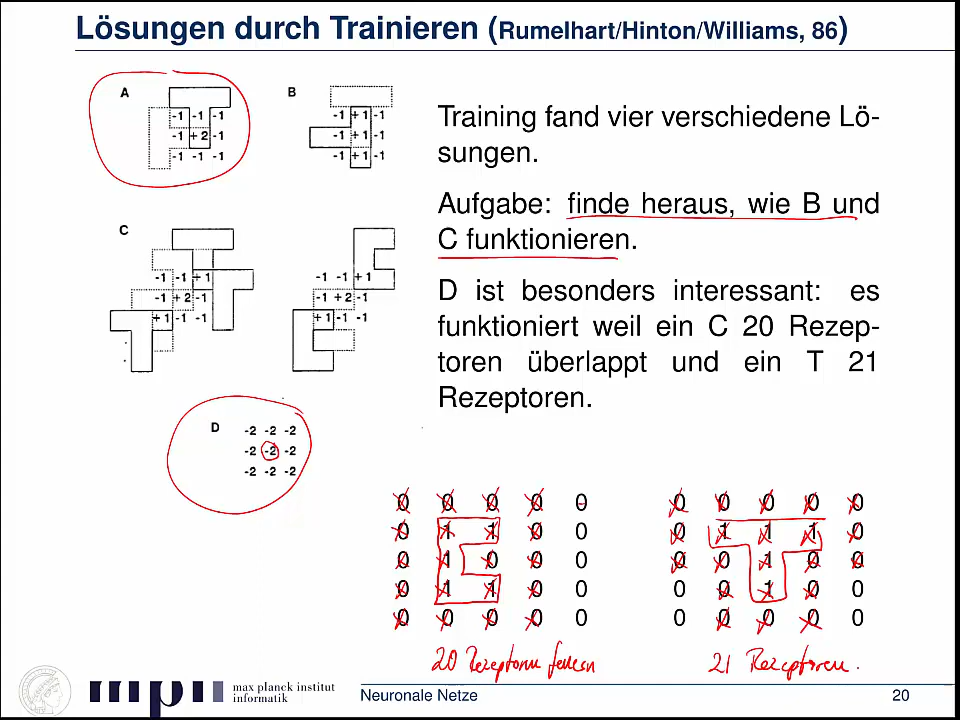 Lösungen durch Trainieren (Rumelhart/Hinton/Williams, 86)
A
-1 -1 -1
-1 +2 -1
-1 -1 -1
B
-1 +1 -1
-1 +1 -1
-1 +1 -1
C
-1 -1 +1
-1 +2 -1
+1 -1 -1
-1 -1 +1
-1 +2 -1
+1 -1 -1
D
-2 -2 -2
-2 -2 -2
-2 -2 -2
Training fand vier verschiedene Lö-
sungen.
Aufgabe: finde heraus, wie B und
C funktionieren.
D ist besonders interessant: es
funktioniert weil ein C 20 Rezep-
toren überlappt und ein T 21
Rezeptoren.
0 0 0 0 0
0 1 1 0 0
0 1 0 0 0
0 1 1 0 0
0 0 0 0 0
20 Rezeptoren feuern
0 0 0 0 0
0 1 1 1 0
0 0 1 0 0
0 0 1 0 0
0 0 0 0 0
21 Rezeptoren.
mpii max planck institut
informatik
Neuronale Netze
20